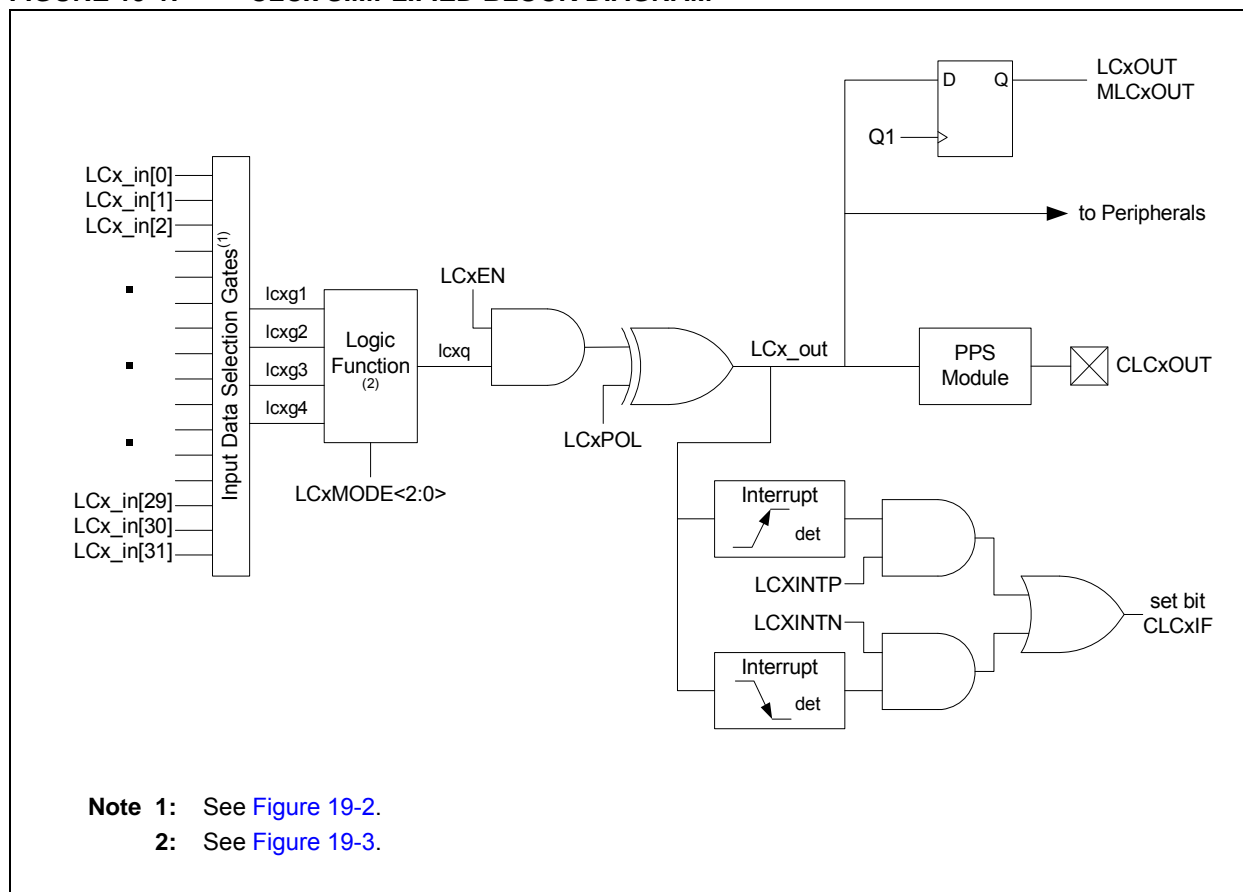 LCx_in[0]
LCx_in[1]
LCx_in[2]
LCx_in[29]
LCx_in[30]
LCx_in[31]
Input Data Selection Gates(1)
lcxg1
lcxg2
lcxg3
lcxg4
Logic
Function
(2)
LCxMODE<2:0>
lcxq
LCxEN
LCxPOL
LCx_out
D Q
Q1
LCxOUT
MLCxOUT
to Peripherals
PPS
Module
CLCxOUT
Interrupt
det
LCXINTP
LCXINTN
Interrupt
det
set bit
CLCxIF
Note 1: See Figure 19-2.
2: See Figure 19-3.